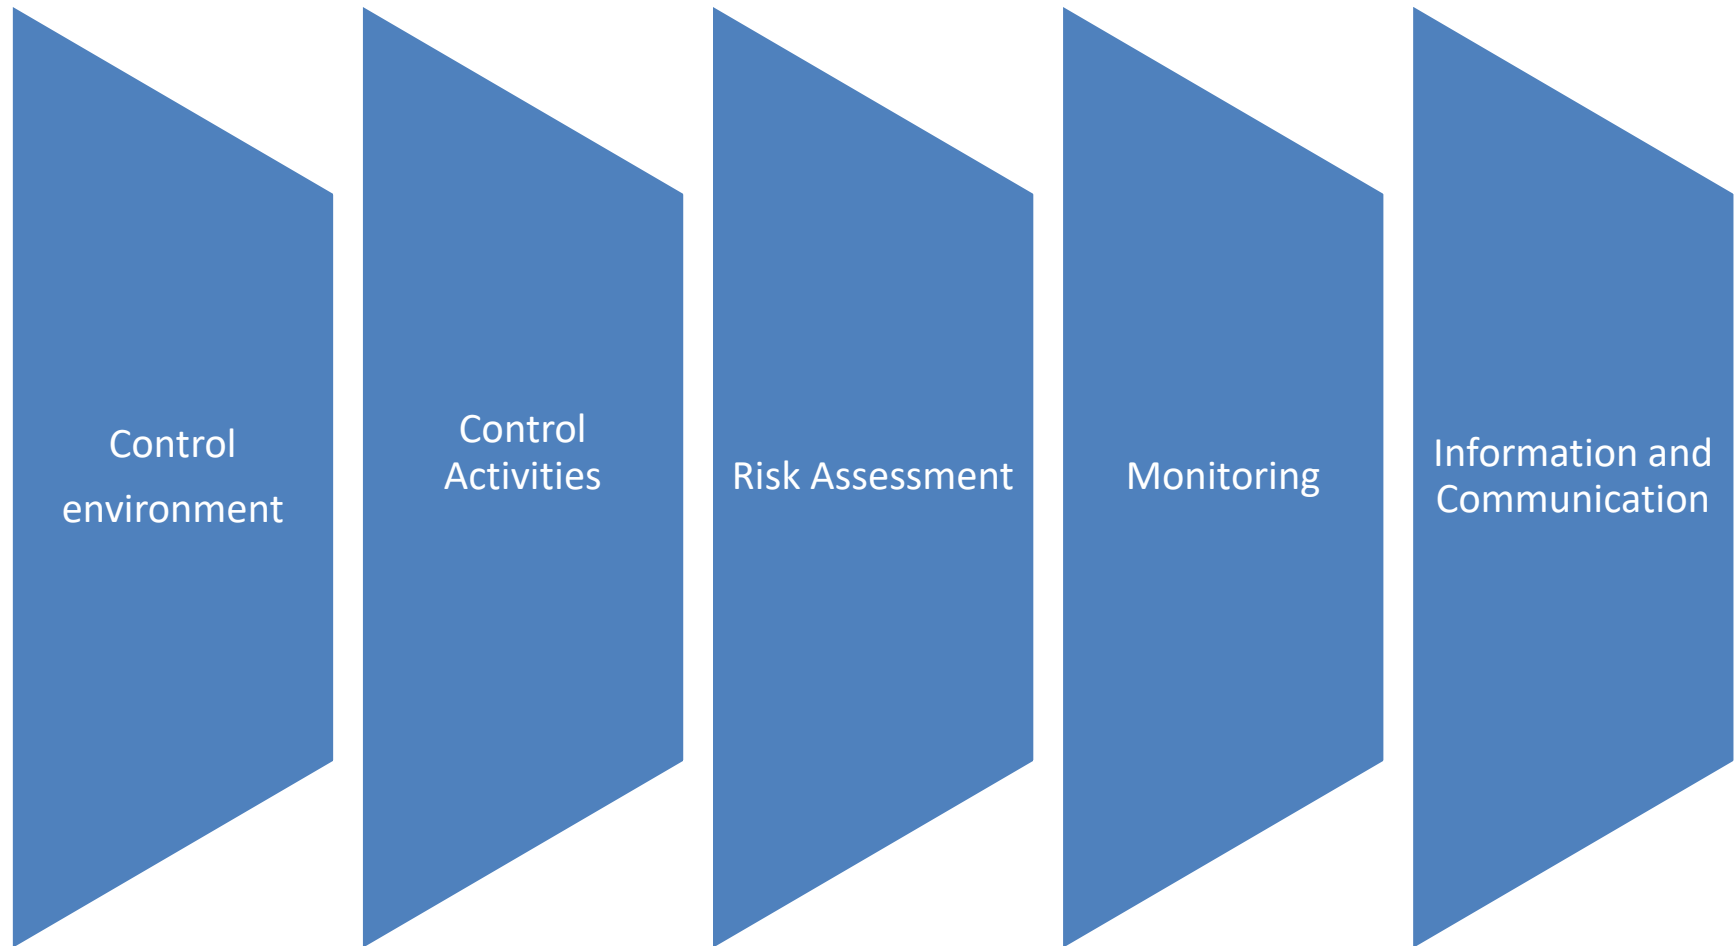 Control
environment
Control
Activities
Risk Assessment
Monitoring
Information and
Communication